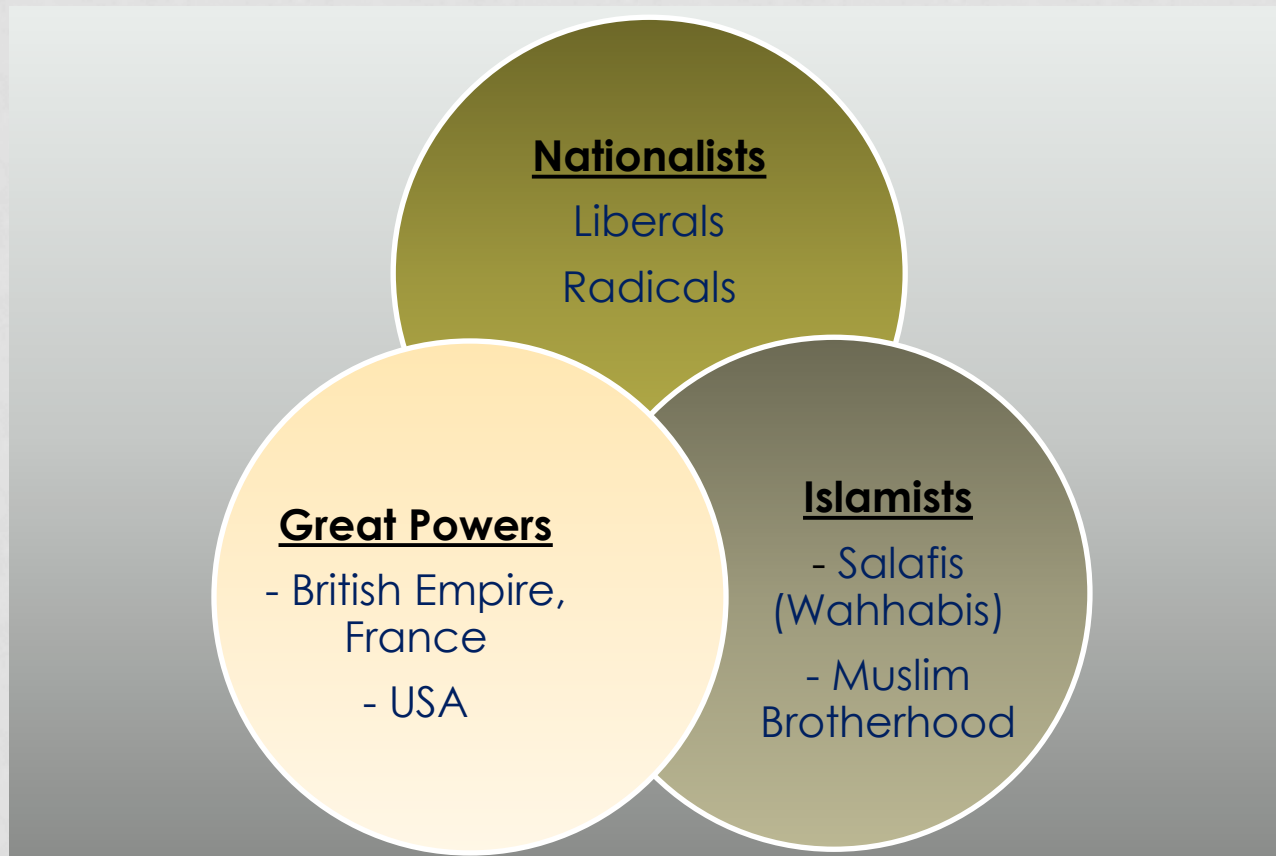 Nationalists
Liberals
Radicals
Great Powers
- British Empire,
France
- USA
Islamists
- Salafis
(Wahhabis)
- Muslim
Brotherhood